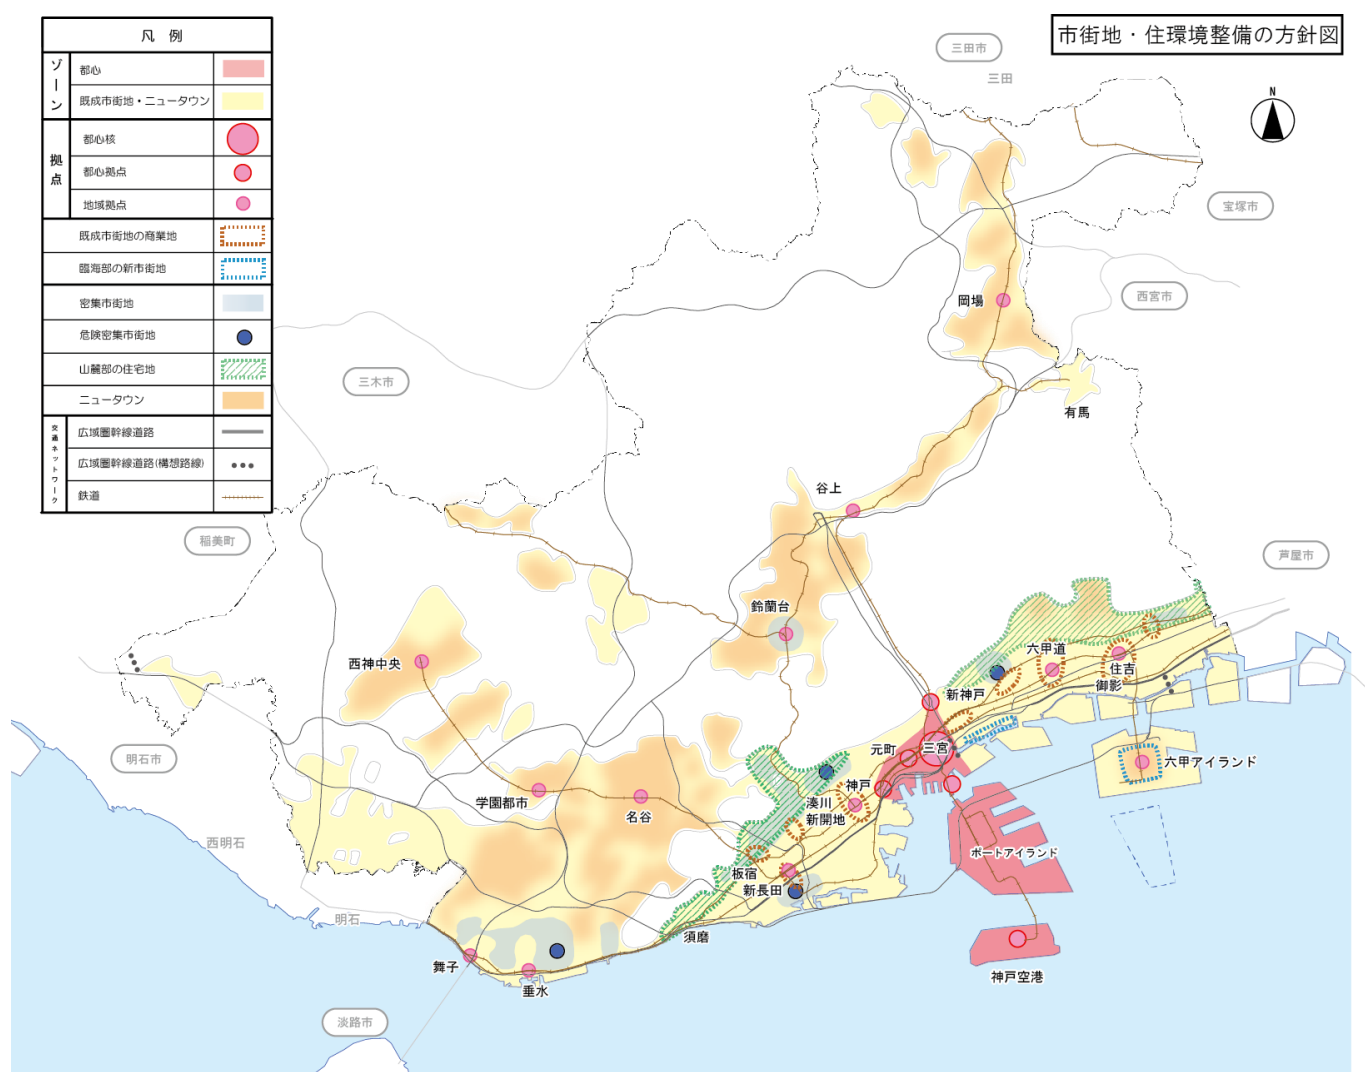 市街地・住環境整備の方針図
凡 例
ゾーン
都心
既成市街地・ニュータウン
拠点
都心核
都心拠点
地域拠点
既成市街地の商業地
臨海部の新市街地
密集市街地
危険密集市街地
山麓部の住宅地
ニュータウン
交通ネットワーク
広域圏幹線道路
広域圏幹線道路(構想路線)
鉄道
三田市
三田
N
宝塚市
西宮市
岡場
三木市
有馬
谷上
稲美町
芦屋市
鈴蘭台
西神中央
六甲道
住吉
御影
新神戸
元町
三宮
明石市
六甲アイランド
神戸
学園都市
名谷
湊川
新開地
西明石
ポートアイランド
板宿
新長田
明石
須磨
舞子
神戸空港
垂水
淡路市